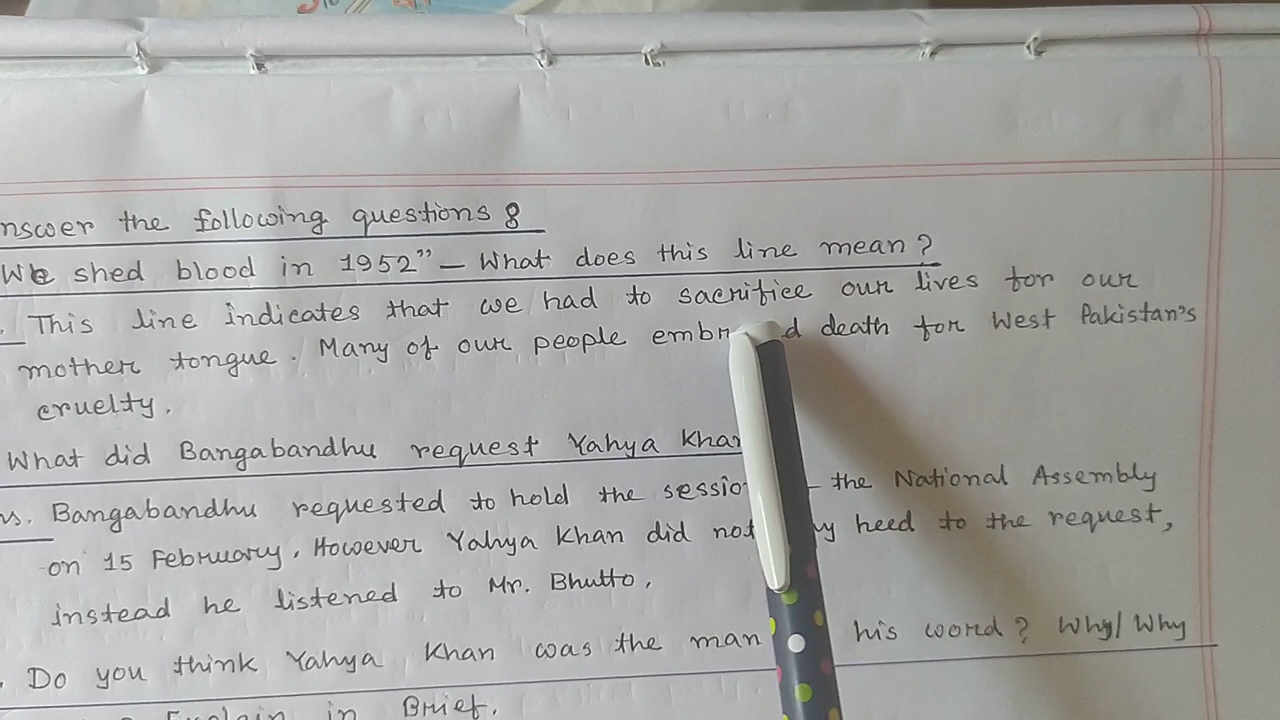 nswer the following questions :
We shed blood in 1952" – What does this line mean?
. This line indicates that we had to sacrifice our lives for our
mother tongue. Many of our people death for West Pakistan's
cruelty.
What did Bangabandhu request Yahya Khan
ns. Bangabandhu requested to hold the the National Assembly
on 15 February. However Yahya Khan did not heed to the request,
instead he listened to Mr. Bhutto.
. Do you think Yahya Khan was the man his word? Why/Why
Explain in Brief.